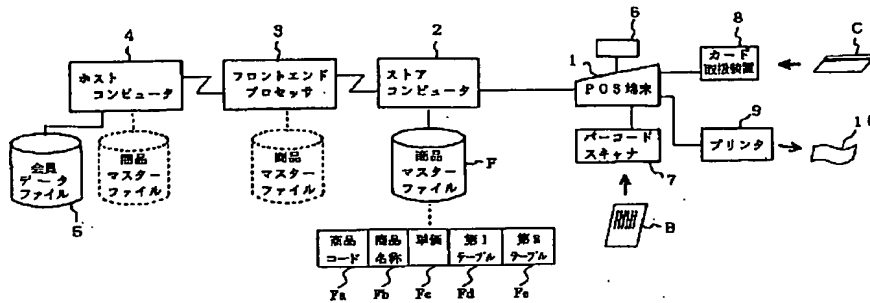 4
3
2
6
1
8
C
ホスト
コンピュータ
フロントエンド
プロセッサ
ストア
コンピュータ
POS端末
カード
取扱装置
9
10
会員
データ
ファイル
商品
マスター
ファイル
商品
マスター
ファイル
商品
マスター
ファイル
F
バーコード
スキャナ
プリンタ
5
7
B
商品
コード
商品
名称
単価
第1
テーブル
第2
テーブル
Fa
Fb
Fc
Fd
Fe